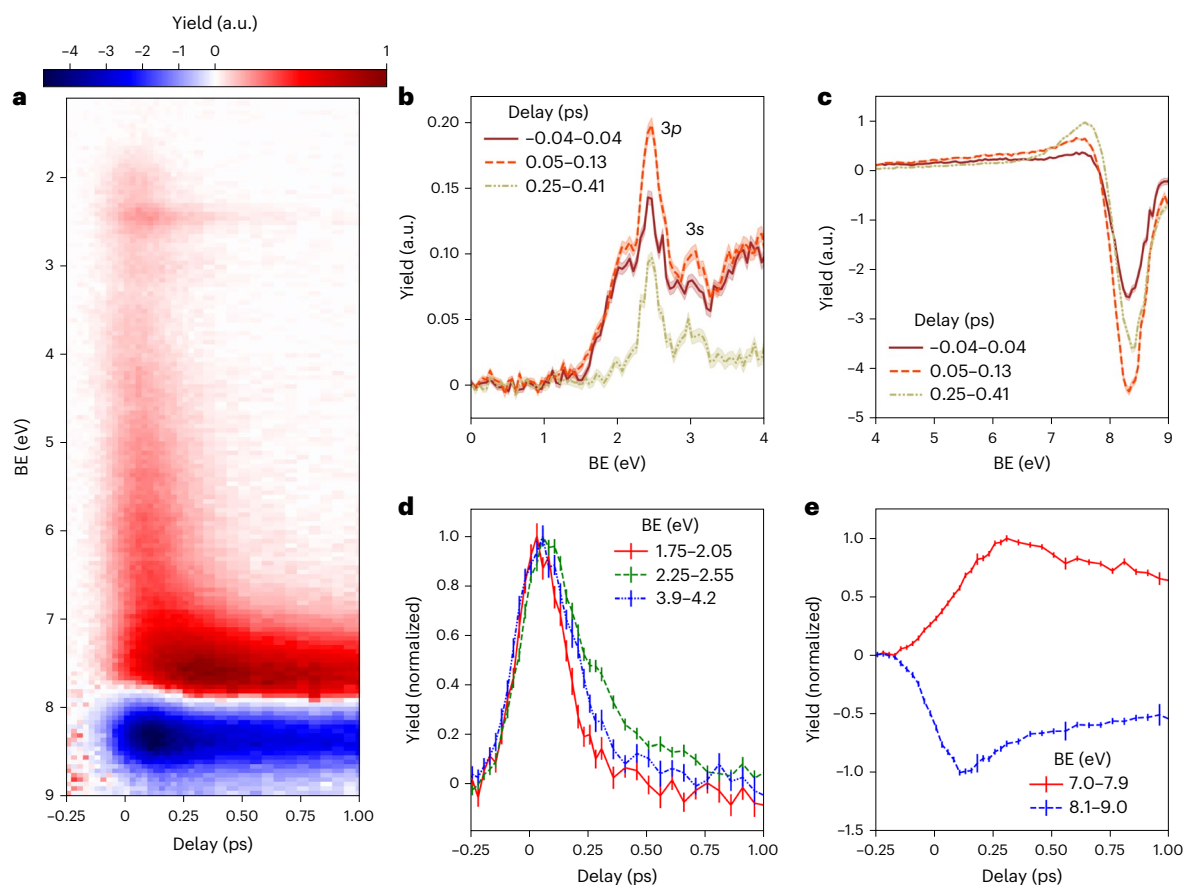 Yield (a.u.)
−4 −3 −2 −1 0 1
a
BE (eV)
2
3
4
5
6
7
8
9
−0.25 0 0.25 0.50 0.75 1.00
Delay (ps)
b
Yield (a.u.)
0.20
0.15
0.10
0.05
0
Delay (ps)
−0.04–0.04
0.05–0.13
0.25–0.41
3p
3s
0 1 2 3 4
BE (eV)
c
Yield (a.u.)
1
0
−1
−2
−3
−4
−5
Delay (ps)
−0.04–0.04
0.05–0.13
0.25–0.41
4 5 6 7 8 9
BE (eV)
d
Yield (normalized)
1.0
0.8
0.6
0.4
0.2
0
BE (eV)
1.75–2.05
2.25–2.55
3.9–4.2
−0.25 0 0.25 0.50 0.75 1.00
Delay (ps)
e
Yield (normalized)
1.0
0.5
0
−0.5
−1.0
−1.5
BE (eV)
7.0–7.9
8.1–9.0
−0.25 0 0.25 0.50 0.75 1.00
Delay (ps)